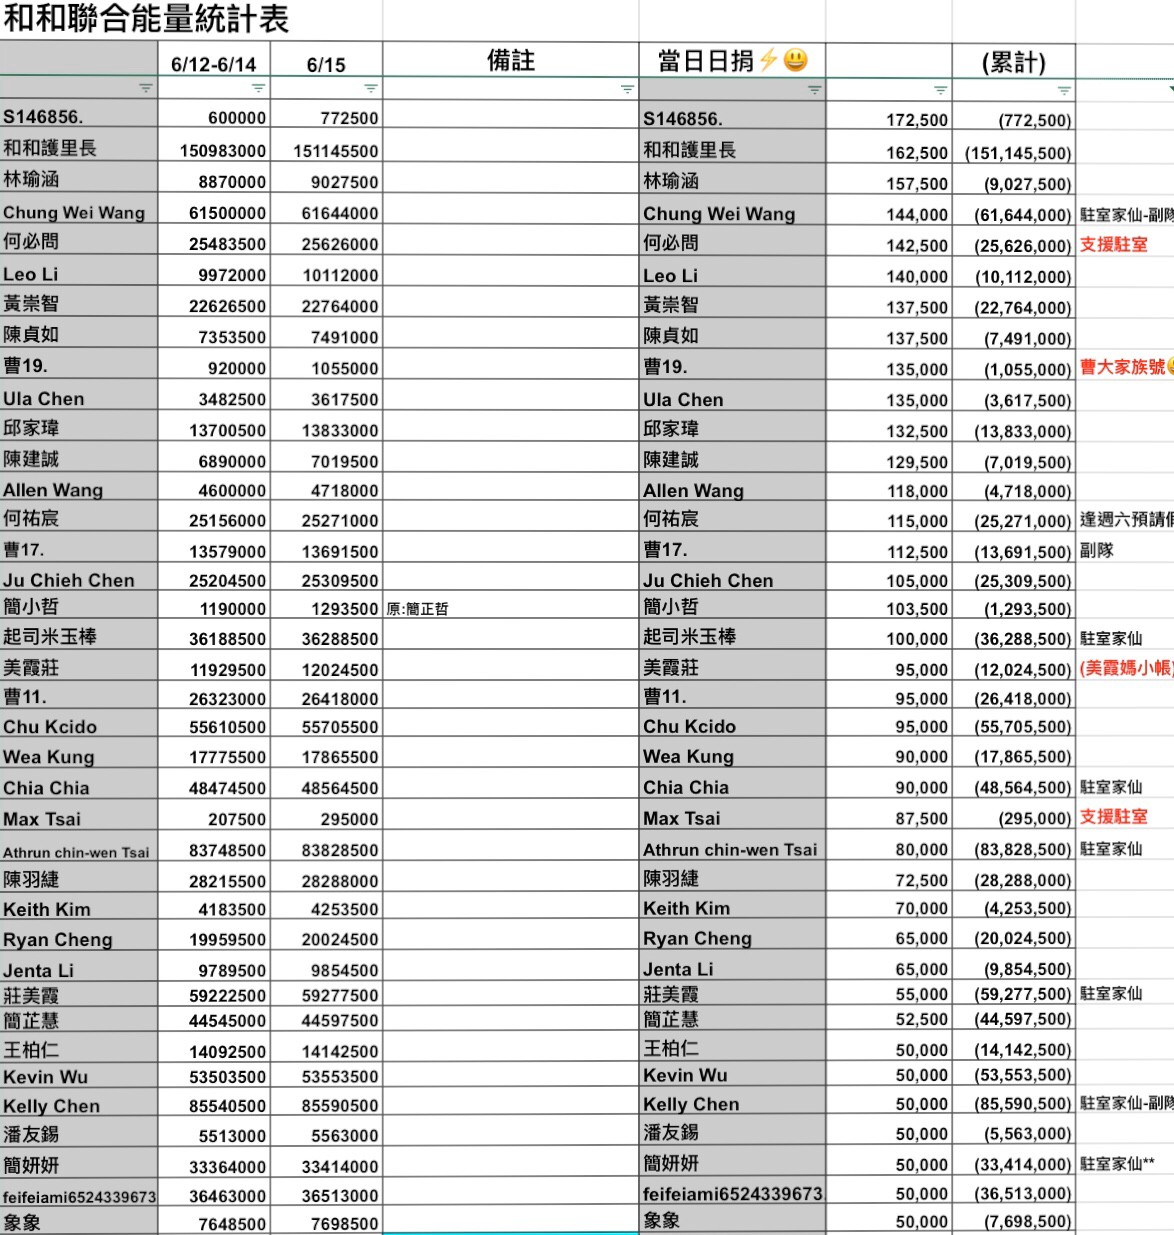 和和聯合能量統計表
6/12-6/14 6/15 備註 當日日捐⚡😃 (累計)
S146856. 600000 772500 S146856. 172,500 (772,500)
和和護里長 150983000 151145500 和和護里長 162,500 (151,145,500)
林瑜涵 8870000 9027500 林瑜涵 157,500 (9,027,500)
Chung Wei Wang 61500000 61644000 Chung Wei Wang 144,000 (61,644,000) 駐室家仙-副隊
何必問 25483500 25626000 何必問 142,500 (25,626,000) 支援駐室
Leo Li 9972000 10112000 Leo Li 140,000 (10,112,000)
黃崇智 22626500 22764000 黃崇智 137,500 (22,764,000)
陳貞如 7353500 7491000 陳貞如 137,500 (7,491,000)
曹19. 920000 1055000 曹19. 135,000 (1,055,000) 曹大家族號
Ula Chen 3482500 3617500 Ula Chen 135,000 (3,617,500)
邱家瑋 13700500 13833000 邱家瑋 132,500 (13,833,000)
陳建誠 6890000 7019500 陳建誠 129,500 (7,019,500)
Allen Wang 4600000 4718000 Allen Wang 118,000 (4,718,000)
何祐宸 25156000 25271000 何祐宸 115,000 (25,271,000) 逢週六預請假
曹17. 13579000 13691500 曹17. 112,500 (13,691,500) 副隊
Ju Chieh Chen 25204500 25309500 Ju Chieh Chen 105,000 (25,309,500)
簡小哲 1190000 1293500 原:簡正哲 簡小哲 103,500 (1,293,500)
起司米玉棒 36188500 36288500 起司米玉棒 100,000 (36,288,500) 駐室家仙
美霞莊 11929500 12024500 美霞莊 95,000 (12,024,500) (美霞媽小帳)
曹11. 26323000 26418000 曹11. 95,000 (26,418,000)
Chu Kcido 55610500 55705500 Chu Kcido 95,000 (55,705,500)
Wea Kung 17775500 17865500 Wea Kung 90,000 (17,865,500)
Chia Chia 48474500 48564500 Chia Chia 90,000 (48,564,500) 駐室家仙
Max Tsai 207500 295000 Max Tsai 87,500 (295,000) 支援駐室
Athrun chin-wen Tsai 83748500 83828500 Athrun chin-wen Tsai 80,000 (83,828,500) 駐室家仙
陳羽緁 28215500 28288000 陳羽緁 72,500 (28,288,000)
Keith Kim 4183500 4253500 Keith Kim 70,000 (4,253,500)
Ryan Cheng 19959500 20024500 Ryan Cheng 65,000 (20,024,500)
Jenta Li 9789500 9854500 Jenta Li 65,000 (9,854,500)
莊美霞 59222500 59277500 莊美霞 55,000 (59,277,500) 駐室家仙
簡芷慧 44545000 44597500 簡芷慧 52,500 (44,597,500)
王柏仁 14092500 14142500 王柏仁 50,000 (14,142,500)
Kevin Wu 53503500 53553500 Kevin Wu 50,000 (53,553,500)
Kelly Chen 85540500 85590500 Kelly Chen 50,000 (85,590,500) 駐室家仙-副隊
潘友錫 5513000 5563000 潘友錫 50,000 (5,563,000)
簡妍妍 33364000 33414000 簡妍妍 50,000 (33,414,000) 駐室家仙**
feifeiami6524339673 36463000 36513000 feifeiami6524339673 50,000 (36,513,000)
象象 7648500 7698500 象象 50,000 (7,698,500)